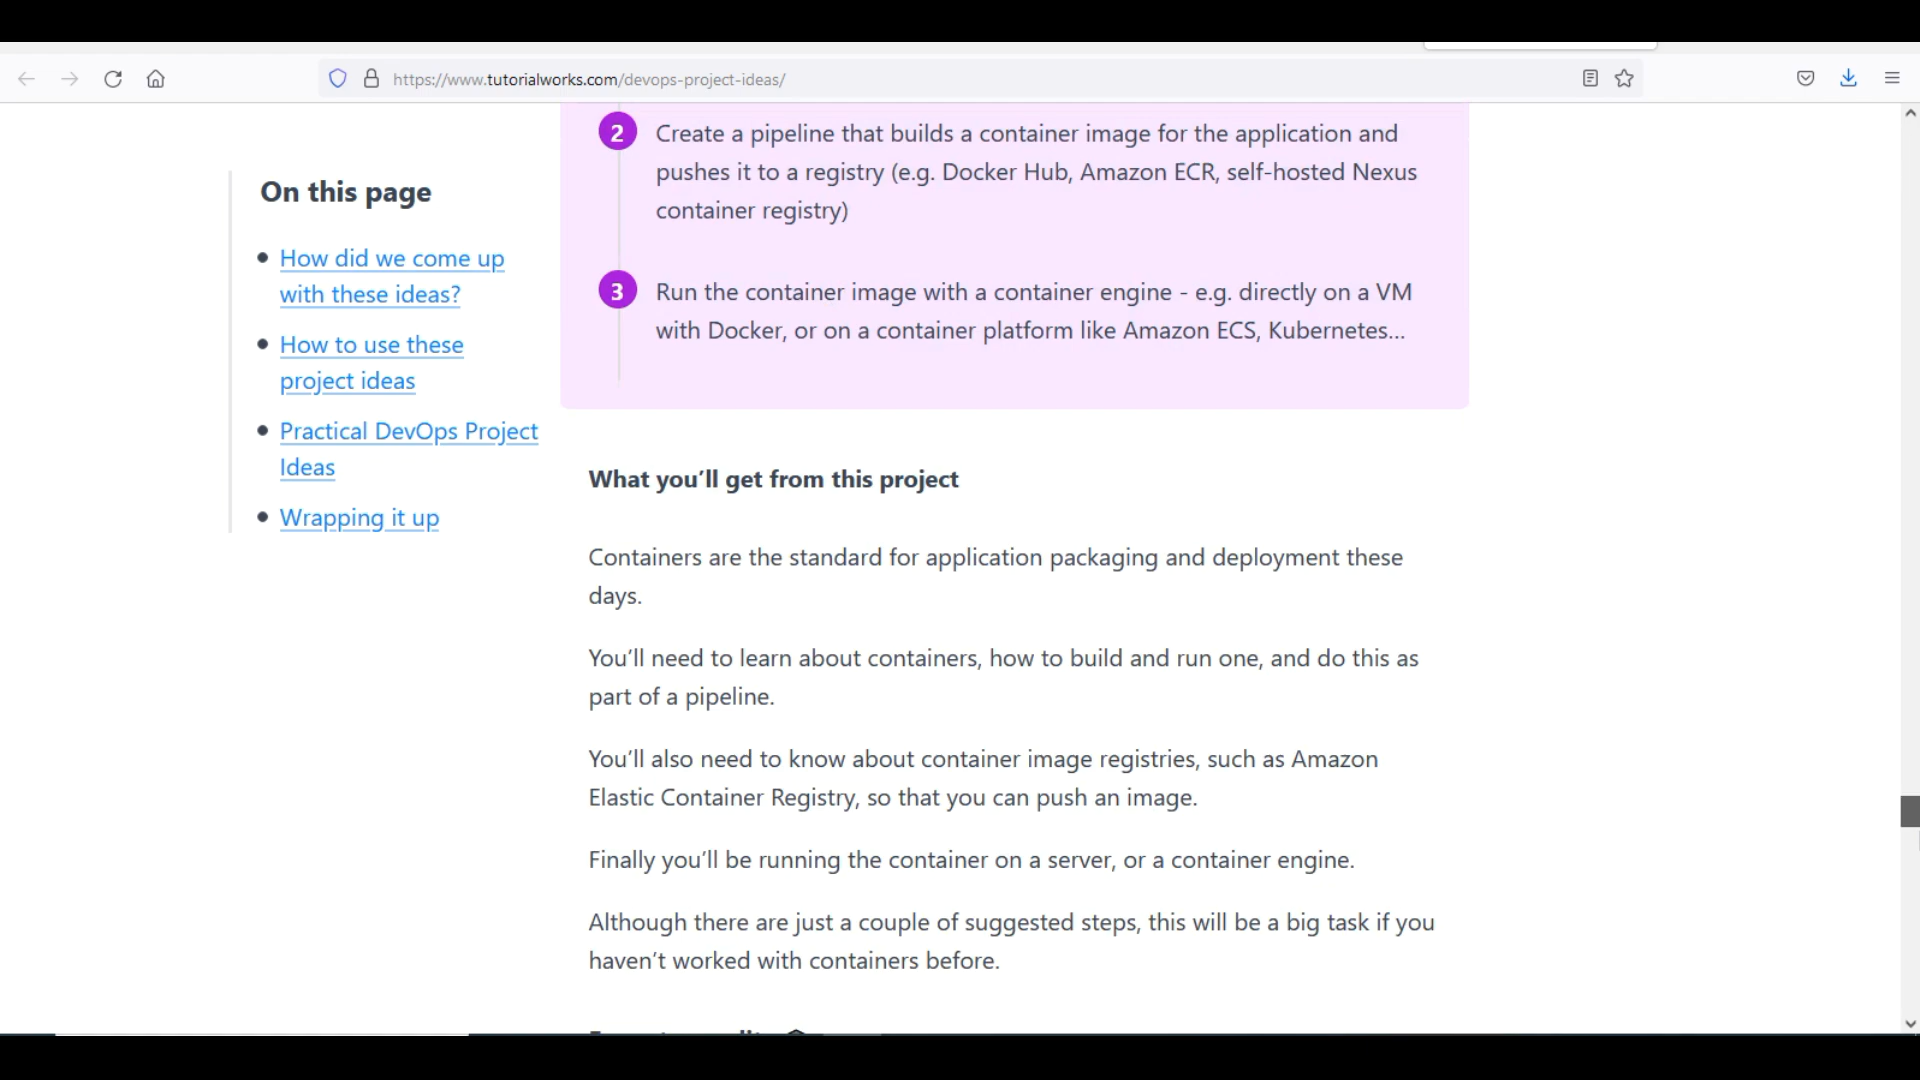 https://www.tutorialworks.com/devops-project-ideas/
On this page
How did we come up
with these ideas?
How to use these
project ideas
Practical DevOps Project
Ideas
Wrapping it up
2
Create a pipeline that builds a container image for the application and
pushes it to a registry (e.g. Docker Hub, Amazon ECR, self-hosted Nexus
container registry)
3
Run the container image with a container engine - e.g. directly on a VM
with Docker, or on a container platform like Amazon ECS, Kubernetes...
What you’ll get from this project
Containers are the standard for application packaging and deployment these
days.
You’ll need to learn about containers, how to build and run one, and do this as
part of a pipeline.
You’ll also need to know about container image registries, such as Amazon
Elastic Container Registry, so that you can push an image.
Finally you’ll be running the container on a server, or a container engine.
Although there are just a couple of suggested steps, this will be a big task if you
haven’t worked with containers before.